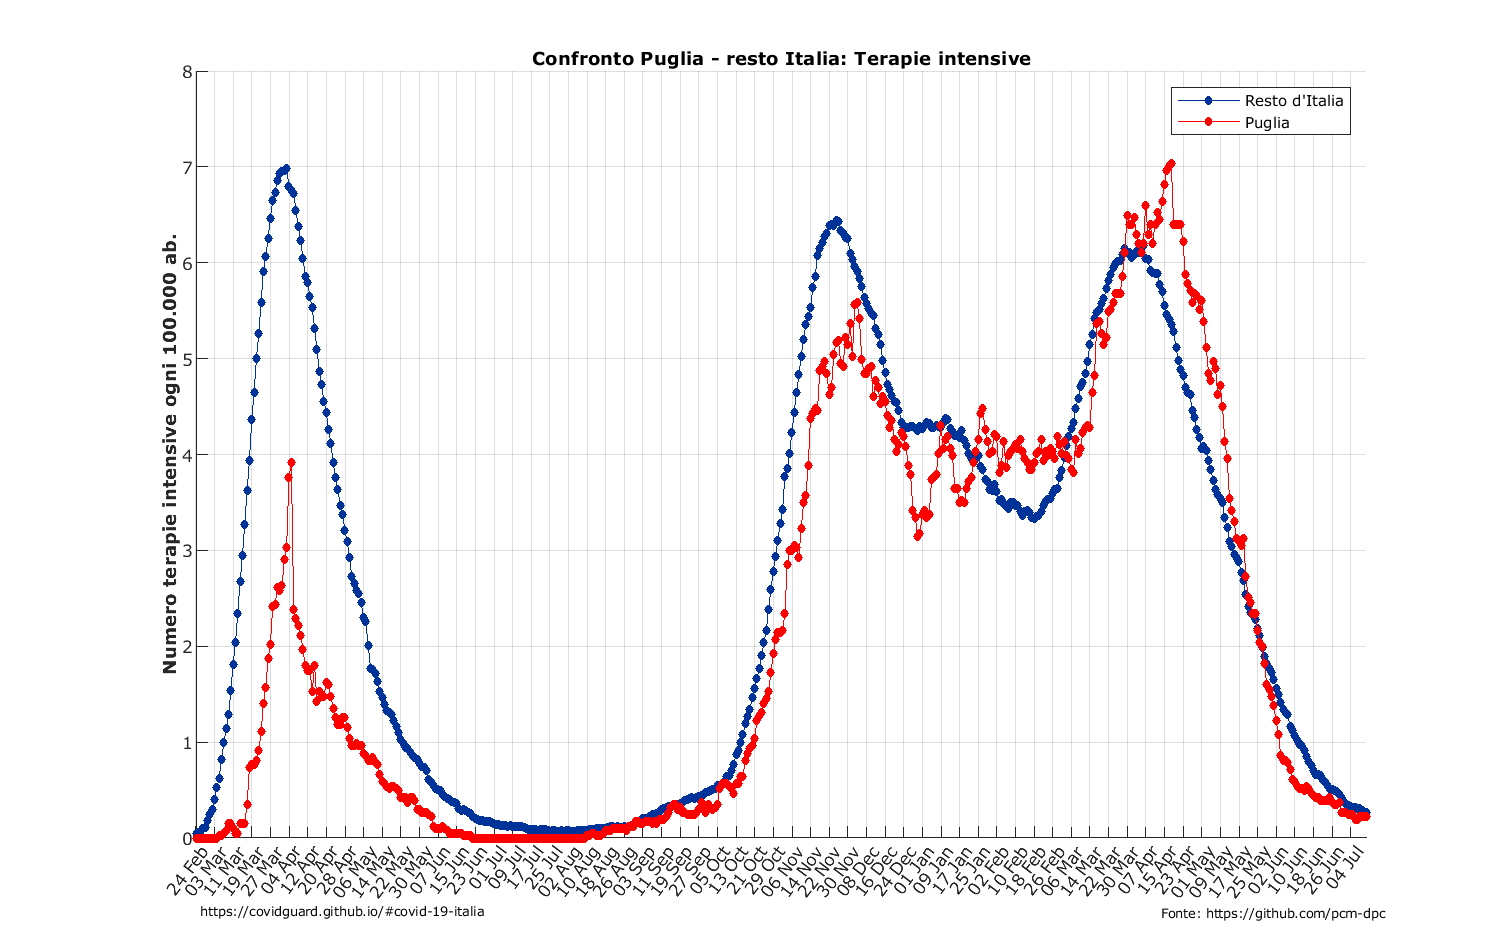 Confronto Puglia - resto Italia: Terapie intensive
Resto d'Italia
Puglia
Numero terapie intensive ogni 100.000 ab.
8
7
6
5
4
3
2
1
0
24 Feb
03 Mar
11 Mar
19 Mar
27 Mar
04 Apr
12 Apr
20 Apr
28 Apr
06 May
14 May
22 May
30 May
07 Jun
15 Jun
23 Jun
01 Jul
09 Jul
17 Jul
25 Jul
02 Aug
10 Aug
18 Aug
26 Aug
03 Sep
11 Sep
19 Sep
27 Sep
05 Oct
13 Oct
21 Oct
29 Oct
06 Nov
14 Nov
22 Nov
30 Nov
08 Dec
16 Dec
24 Dec
01 Jan
09 Jan
17 Jan
25 Jan
02 Feb
10 Feb
18 Feb
26 Feb
06 Mar
14 Mar
22 Mar
30 Mar
07 Apr
15 Apr
23 Apr
01 May
09 May
17 May
25 May
02 Jun
10 Jun
18 Jun
26 Jun
04 Jul
https://covidguard.github.io/#covid-19-italia
Fonte: https://github.com/pcm-dpc